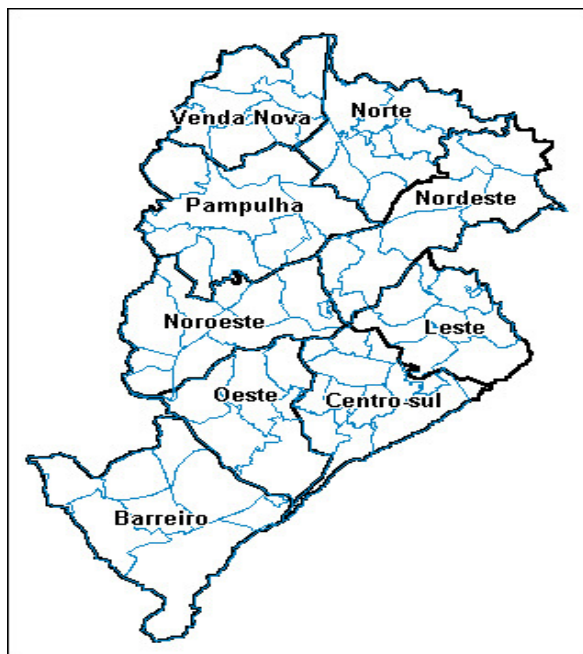 Norte
Venda Nova
Nordeste
Pampulha
Noroeste
Leste
Oeste
Centro-sul
Barreiro